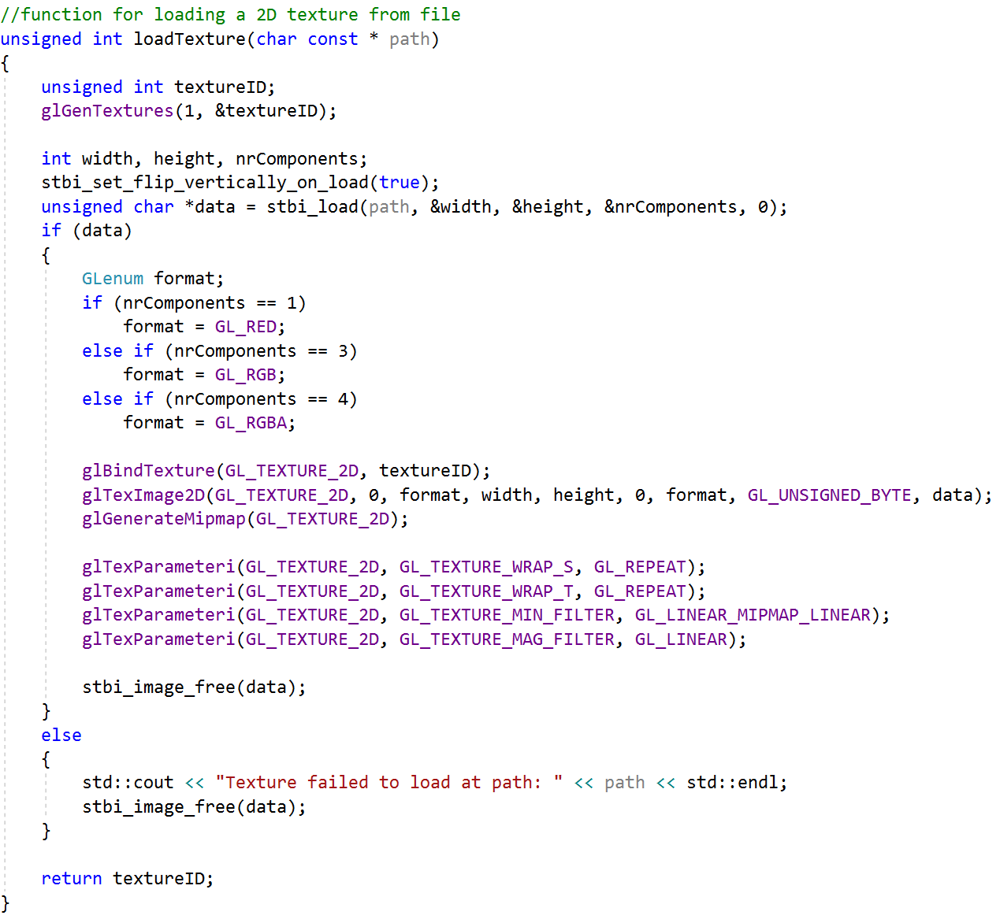 //function for loading a 2D texture from file
unsigned int loadTexture(char const * path)
{
    unsigned int textureID;
    glGenTextures(1, &textureID);

    int width, height, nrComponents;
    stbi_set_flip_vertically_on_load(true);
    unsigned char *data = stbi_load(path, &width, &height, &nrComponents, 0);
    if (data)
    {
        GLenum format;
        if (nrComponents == 1)
            format = GL_RED;
        else if (nrComponents == 3)
            format = GL_RGB;
        else if (nrComponents == 4)
            format = GL_RGBA;

        glBindTexture(GL_TEXTURE_2D, textureID);
        glTexImage2D(GL_TEXTURE_2D, 0, format, width, height, 0, format, GL_UNSIGNED_BYTE, data);
        glGenerateMipmap(GL_TEXTURE_2D);

        glTexParameteri(GL_TEXTURE_2D, GL_TEXTURE_WRAP_S, GL_REPEAT);
        glTexParameteri(GL_TEXTURE_2D, GL_TEXTURE_WRAP_T, GL_REPEAT);
        glTexParameteri(GL_TEXTURE_2D, GL_TEXTURE_MIN_FILTER, GL_LINEAR_MIPMAP_LINEAR);
        glTexParameteri(GL_TEXTURE_2D, GL_TEXTURE_MAG_FILTER, GL_LINEAR);

        stbi_image_free(data);
    }
    else
    {
        std::cout << "Texture failed to load at path: " << path << std::endl;
        stbi_image_free(data);
    }

    return textureID;
}